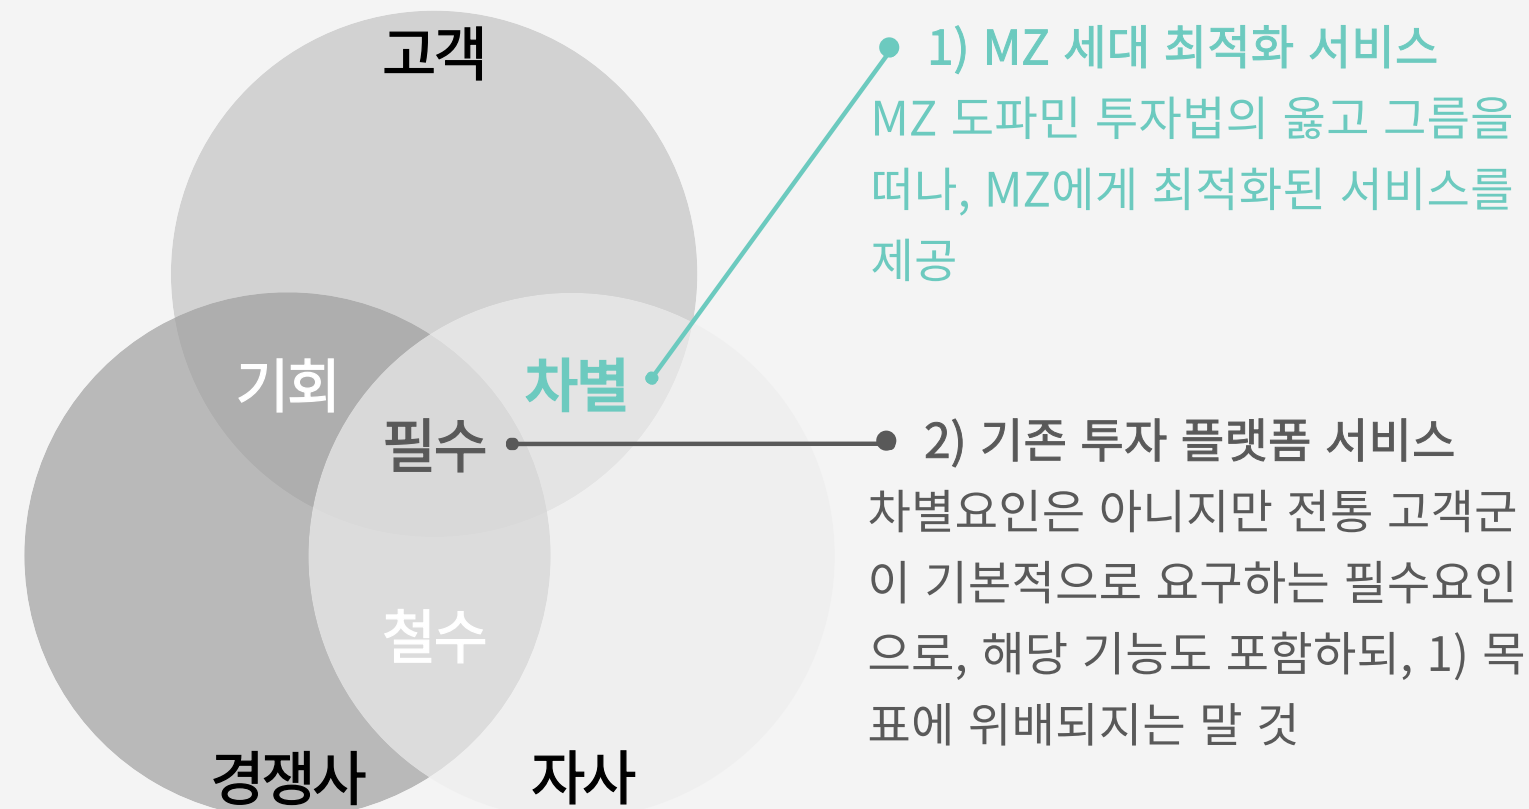 고객
기회
차별
필수
철수
경쟁사
자사
1) MZ 세대 최적화 서비스
MZ 도파민 투자법의 옳고 그름을
떠나, MZ에게 최적화된 서비스를
제공
2) 기존 투자 플랫폼 서비스
차별요인은 아니지만 전통 고객군
이 기본적으로 요구하는 필수요인
으로, 해당 기능도 포함하되, 1) 목
표에 위배되지는 말 것